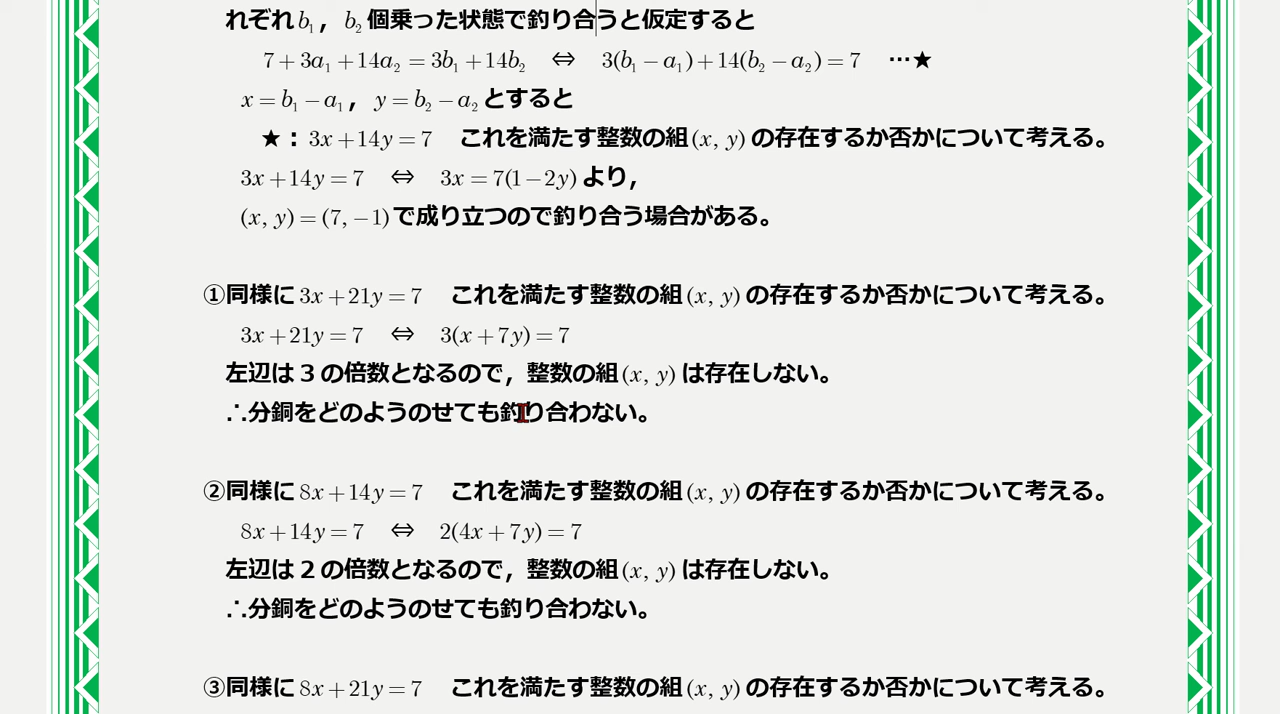 れぞれ b₁， b₂ 個乗った状態で釣り合うと仮定すると
7+3a₁+14a₂=3b₁+14b₂ ⇔ 3(b₁−a₁)+14(b₂−a₂)=7 …★
x=b₁−a₁， y=b₂−a₂ とすると
★：3x+14y=7 これを満たす整数の組(x, y)の存在するか否かについて考える。
3x+14y=7 ⇔ 3x=7(1−2y)より，
(x, y)=(7, −1)で成り立つので釣り合う場合がある。
①同様に 3x+21y=7 これを満たす整数の組(x, y)の存在するか否かについて考える。
3x+21y=7 ⇔ 3(x+7y)=7
左辺は３の倍数となるので，整数の組(x, y)は存在しない。
∴分銅をどのようのせても釣り合わない。
②同様に 8x+14y=7 これを満たす整数の組(x, y)の存在するか否かについて考える。
8x+14y=7 ⇔ 2(4x+7y)=7
左辺は２の倍数となるので，整数の組(x, y)は存在しない。
∴分銅をどのようのせても釣り合わない。
③同様に 8x+21y=7 これを満たす整数の組(x, y)の存在するか否かについて考える。